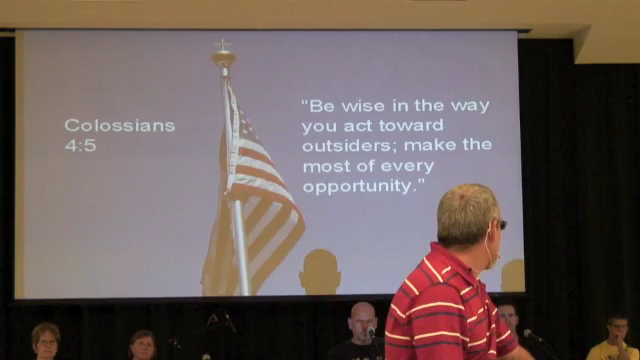 Colossians
4:5
“Be wise in the way
you act toward
outsiders; make the
most of every
opportunity.”